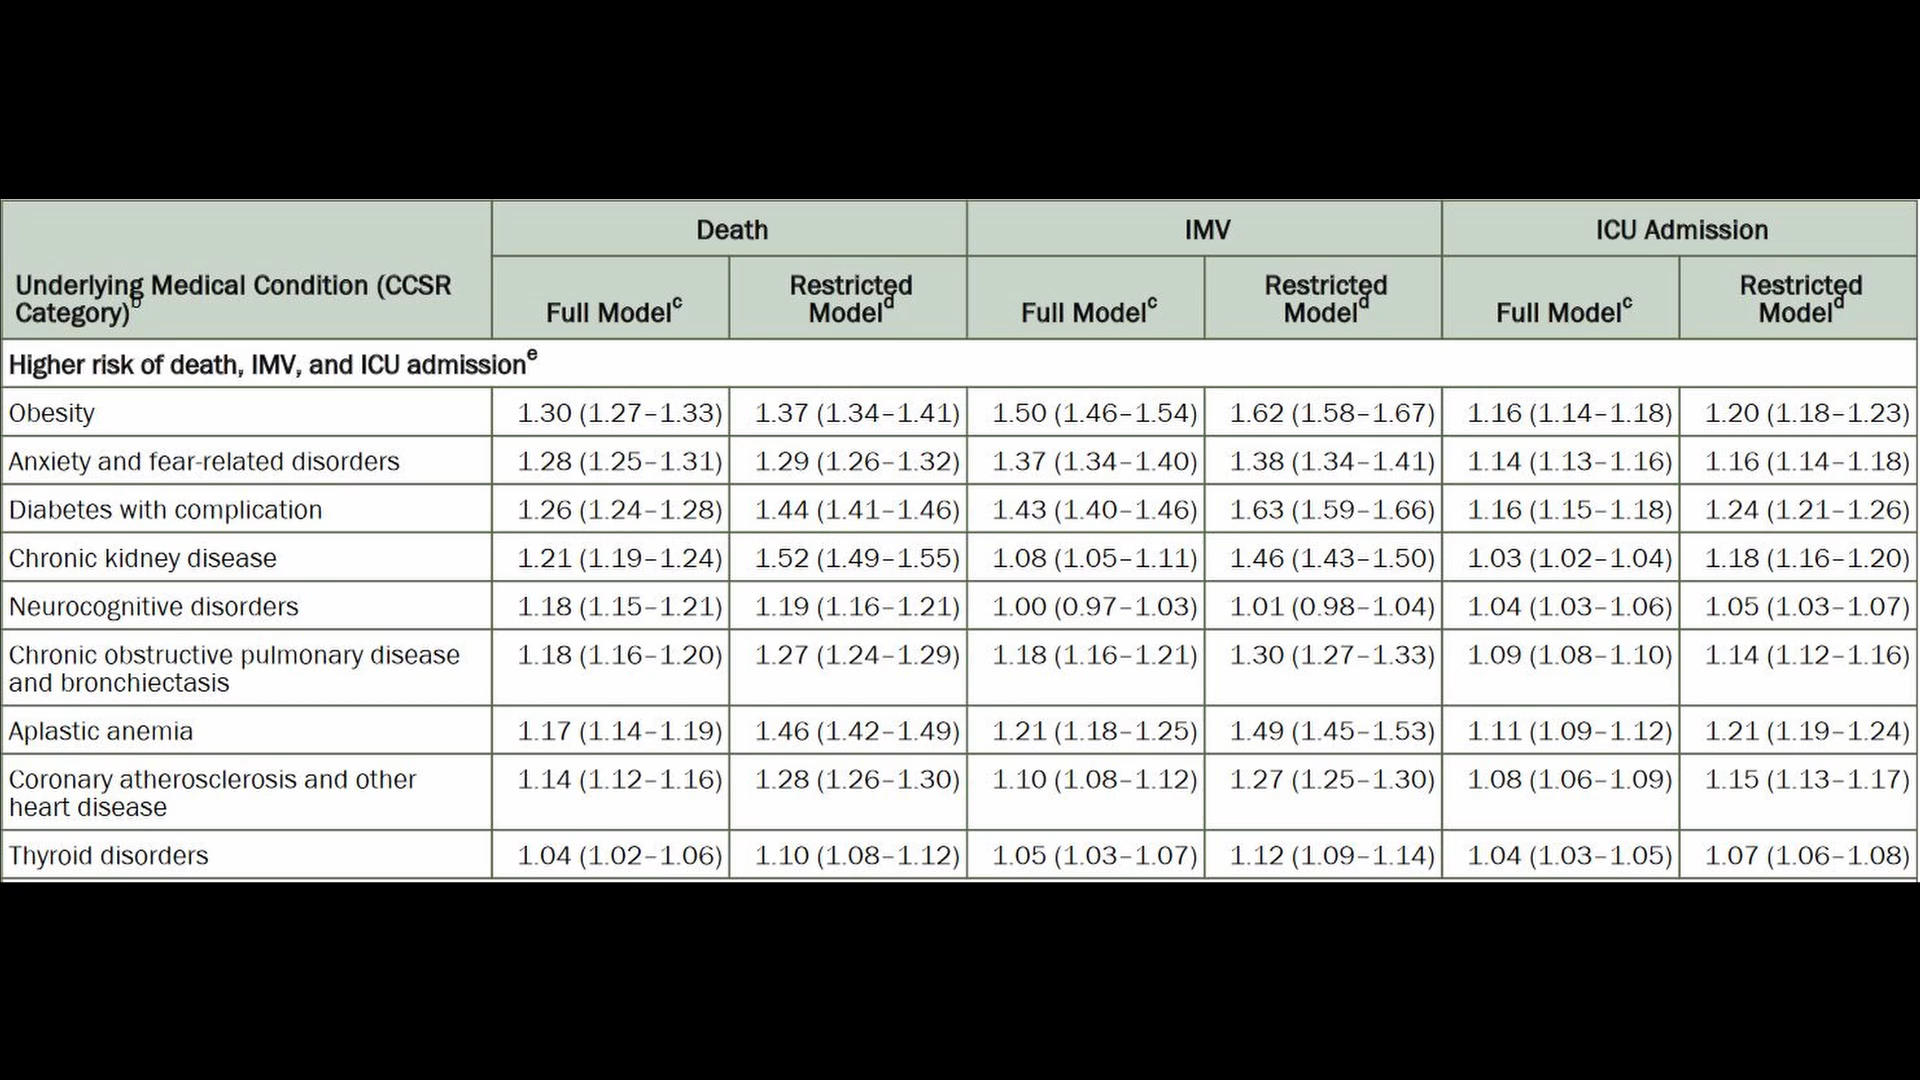 Death IMV ICU Admission
Underlying Medical Condition (CCSR
Category)b
Full Modelc Restricted Modeld Full Modelc Restricted Modeld Full Modelc Restricted Modeld
Higher risk of death, IMV, and ICU admissione
Obesity 1.30 (1.27–1.33) 1.37 (1.34–1.41) 1.50 (1.46–1.54) 1.62 (1.58–1.67) 1.16 (1.14–1.18) 1.20 (1.18–1.23)
Anxiety and fear-related disorders 1.28 (1.25–1.31) 1.29 (1.26–1.32) 1.37 (1.34–1.40) 1.38 (1.34–1.41) 1.14 (1.13–1.16) 1.16 (1.14–1.18)
Diabetes with complication 1.26 (1.24–1.28) 1.44 (1.41–1.46) 1.43 (1.40–1.46) 1.63 (1.59–1.66) 1.16 (1.15–1.18) 1.24 (1.21–1.26)
Chronic kidney disease 1.21 (1.19–1.24) 1.52 (1.49–1.55) 1.08 (1.05–1.11) 1.46 (1.43–1.50) 1.03 (1.02–1.04) 1.18 (1.16–1.20)
Neurocognitive disorders 1.18 (1.15–1.21) 1.19 (1.16–1.21) 1.00 (0.97–1.03) 1.01 (0.98–1.04) 1.04 (1.03–1.06) 1.05 (1.03–1.07)
Chronic obstructive pulmonary disease 1.18 (1.16–1.20) 1.27 (1.24–1.29) 1.18 (1.16–1.21) 1.30 (1.27–1.33) 1.09 (1.08–1.10) 1.14 (1.12–1.16)
and bronchiectasis
Aplastic anemia 1.17 (1.14–1.19) 1.46 (1.42–1.49) 1.21 (1.18–1.25) 1.49 (1.45–1.53) 1.11 (1.09–1.12) 1.21 (1.19–1.24)
Coronary atherosclerosis and other 1.14 (1.12–1.16) 1.28 (1.26–1.30) 1.10 (1.08–1.12) 1.27 (1.25–1.30) 1.08 (1.06–1.09) 1.15 (1.13–1.17)
heart disease
Thyroid disorders 1.04 (1.02–1.06) 1.10 (1.08–1.12) 1.05 (1.03–1.07) 1.12 (1.09–1.14) 1.04 (1.03–1.05) 1.07 (1.06–1.08)